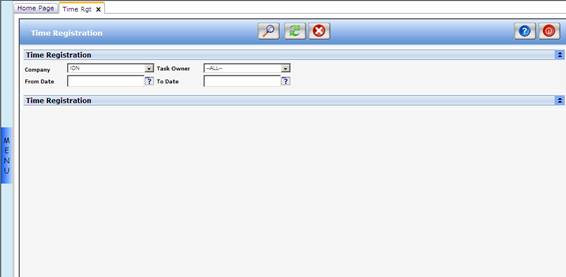 Home Page Time Rgt x
Time Registration
Time Registration
Company ION Task Owner --ALL--
From Date ? To Date ?
Time Registration
MENU